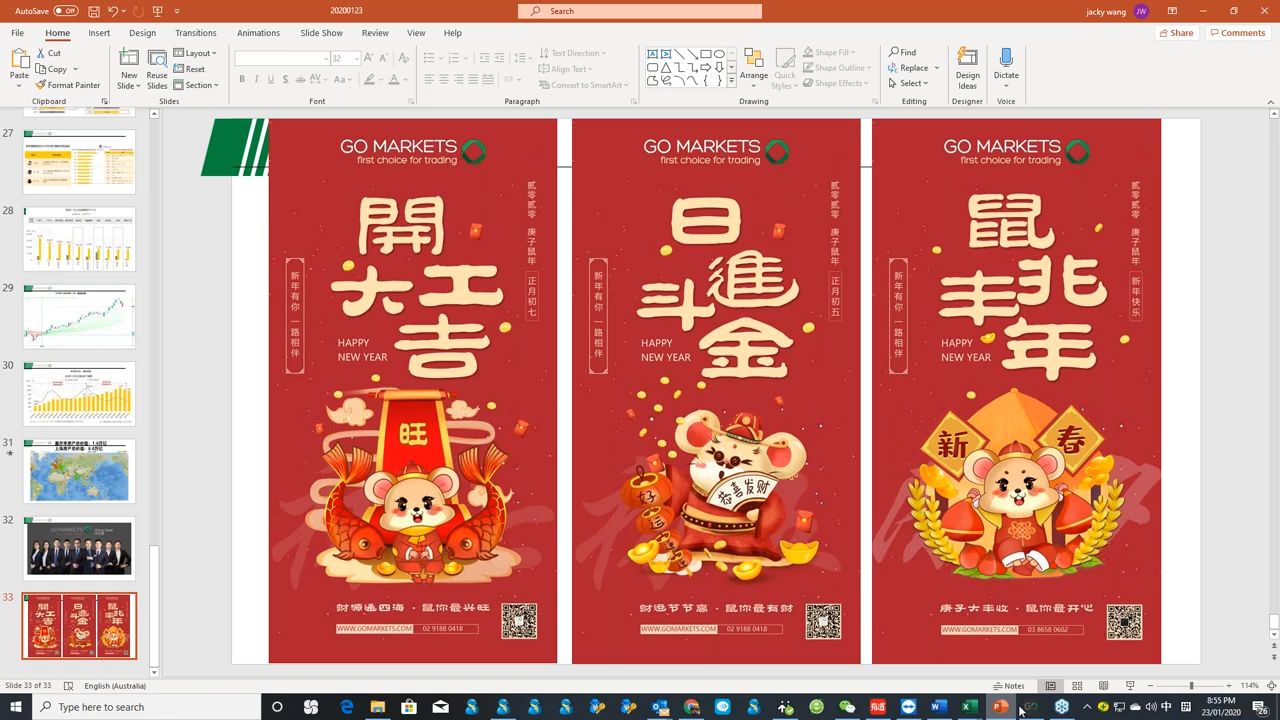 AutoSave
Off
20200123
Search
jacky wang
JW
File
Home
Insert
Design
Transitions
Animations
Slide Show
Review
View
Help
Share
Comments
Paste
Cut
Copy
Format Painter
Clipboard
New
Slide
Reuse
Slides
Layout
Reset
Section
Slides
32
Font
Text Direction
Align Text
Convert to SmartArt
Paragraph
Arrange
Quick
Styles
Shape Fill
Shape Outline
Shape Effects
Drawing
Find
Replace
Select
Editing
Design
Ideas
Designer
Dictate
Voice
27
28
29
30
31
32
33
GO MARKETS
first choice for trading
貳零貳零 庚子鼠年 正月初七
開
大工
吉
新年有你 一路相伴
HAPPY
NEW YEAR
旺
财源通四海·鼠你最兴旺
WWW.GOMARKETS.COM
02 9188 0418
GO MARKETS
first choice for trading
貳零貳零 庚子鼠年 正月初五
日
進
斗
金
新年有你 一路相伴
HAPPY
NEW YEAR
恭喜发财
好
财运节节高·鼠你最有财
WWW.GOMARKETS.COM
02 9188 0418
GO MARKETS
first choice for trading
貳零貳零 庚子鼠年 新年快乐
鼠
丰兆
年
新年有你 一路相伴
HAPPY
NEW YEAR
新
春
庚子大丰收·鼠你最开心
WWW.GOMARKETS.COM
03 8658 0602
Slide 33 of 33
English (Australia)
Notes
114%
Type here to search
中
8:55 PM
23/01/2020